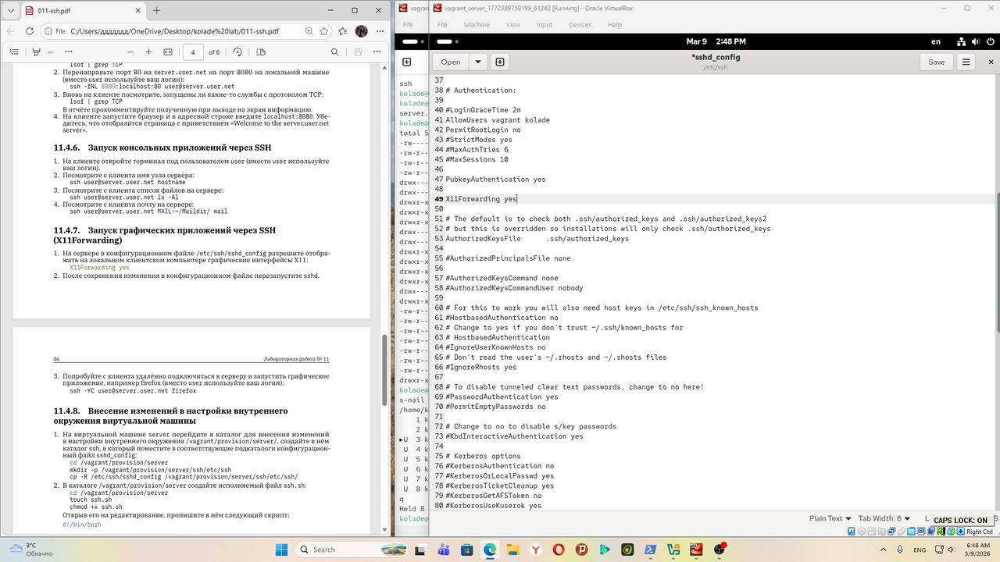 011-ssh.pdf
File C:/Users/ддддддд/OneDrive/Desktop/kolade%20lab/011-ssh.pdf
4 of 6
lsof | grep TCP
2. Перенаправьте порт 80 на server.user.net на порт 8080 на локальной машине
(вместо user используйте ваш логин):
ssh -fNL 8080:localhost:80 user@server.user.net
3. Вновь на клиенте посмотрите, запущены ли какие-то службы с протоколом TCP:
lsof | grep TCP
В отчёте прокомментируйте полученную при выводе на экран информацию.
4. На клиенте запустите браузер и в адресной строке введите localhost:8080. Убе-
дитесь, что отобразится страница с приветствием «Welcome to the server.user.net
server».
11.4.6. Запуск консольных приложений через SSH
1. На клиенте откройте терминал под пользователем user (вместо user используйте
ваш логин).
2. Посмотрите с клиента имя узла сервера:
ssh user@server.user.net hostname
3. Посмотрите с клиента список файлов на сервере:
ssh user@server.user.net ls -Al
4. Посмотрите с клиента почту на сервере:
ssh user@server.user.net MAIL=~/Maildir/ mail
11.4.7. Запуск графических приложений через SSH
(X11Forwarding)
1. На сервере в конфигурационном файле /etc/ssh/sshd_config разрешите отобра-
жать на локальном клиентском компьютере графические интерфейсы X11:
X11Forwarding yes
2. После сохранения изменения в конфигурационном файле перезапустите sshd.
86 Лабораторная работа № 11
3. Попробуйте с клиента удалённо подключиться к серверу и запустить графическое
приложение, например firefox (вместо user используйте ваш логин):
ssh -YC user@server.user.net firefox
11.4.8. Внесение изменений в настройки внутреннего
окружения виртуальной машины
1. На виртуальной машине server перейдите в каталог для внесения изменений
в настройки внутреннего окружения /vagrant/provision/server/, создайте в нём
каталог ssh, в который поместите в соответствующие подкаталоги конфигурацион-
ный файл sshd_config:
cd /vagrant/provision/server
mkdir -p /vagrant/provision/server/ssh/etc/ssh
cp -R /etc/ssh/sshd_config /vagrant/provision/server/ssh/etc/ssh/
2. В каталоге /vagrant/provision/server создайте исполняемый файл ssh.sh:
cd /vagrant/provision/server
touch ssh.sh
chmod +x ssh.sh
Открыв его на редактирование, пропишите в нём следующий скрипт:
#!/bin/bash
vagrant
File
ssh
kolade@
kolade@
server.
kolade@
total 5
-rw----
-rw-r--
-rw-r--
-rw-r--
drwx---
drwx---
drwxr-x
drwxr-x
drwxr-x
drwx---
drwxr-x
drwx---
drwxr-x
drwxr-x
drwxr-x
drwxr-x
drwx---
drwxr-x
-rw-r--
-rw-r--
-rw-r--
-rw-r--
-rw-r--
-rw-r--
-rw-r--
drwxr-x
kolade@
s-nail
/home/k
1 k
2 k
▸U 3 k
U 4 k
U 5 k
U 6 k
U 7 k
U 8 k
q
Held 8
kolade@
vagrant_server_1772389759199_61242 [Running] - Oracle VirtualBox
File Machine View Input Devices Help
Mar 9 2:48 PM
en
Open
*sshd_config
/etc/ssh
Save
37
38 # Authentication:
39
40 #LoginGraceTime 2m
41 AllowUsers vagrant kolade
42 PermitRootLogin no
43 #StrictModes yes
44 #MaxAuthTries 6
45 #MaxSessions 10
46
47 PubkeyAuthentication yes
48
49 X11Forwarding yes
50
51 # The default is to check both .ssh/authorized_keys and .ssh/authorized_keys2
52 # but this is overridden so installations will only check .ssh/authorized_keys
53 AuthorizedKeysFile .ssh/authorized_keys
54
55 #AuthorizedPrincipalsFile none
56
57 #AuthorizedKeysCommand none
58 #AuthorizedKeysCommandUser nobody
59
60 # For this to work you will also need host keys in /etc/ssh/ssh_known_hosts
61 #HostbasedAuthentication no
62 # Change to yes if you don't trust ~/.ssh/known_hosts for
63 # HostbasedAuthentication
64 #IgnoreUserKnownHosts no
65 # Don't read the user's ~/.rhosts and ~/.shosts files
66 #IgnoreRhosts yes
67
68 # To disable tunneled clear text passwords, change to no here!
69 #PasswordAuthentication yes
70 #PermitEmptyPasswords no
71
72 # Change to no to disable s/key passwords
73 #KbdInteractiveAuthentication yes
74
75 # Kerberos options
76 #KerberosAuthentication no
77 #KerberosOrLocalPasswd yes
78 #KerberosTicketCleanup yes
79 #KerberosGetAFSToken no
80 #KerberosUseKuserok yes
Plain Text Tab Width: 8 L
CAPS LOCK: ON
Right Ctrl
3°C
Облачно
Search
ENG
6:48 AM
3/9/2026